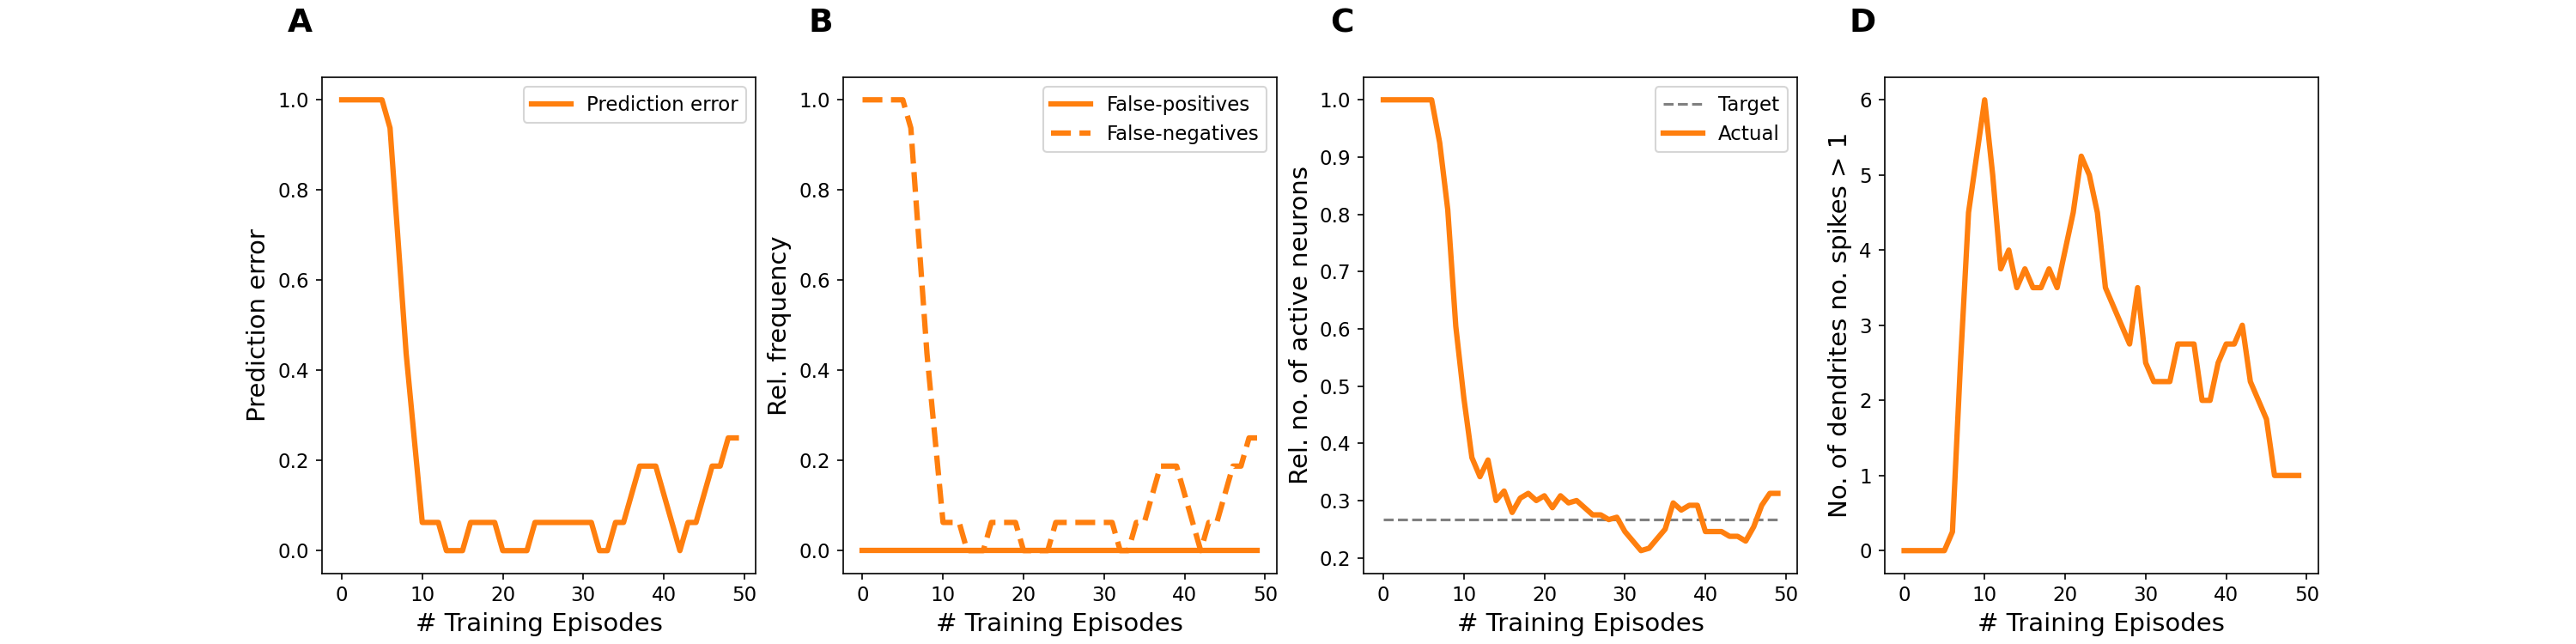 A
Prediction error
1.0
0.8
0.6
0.4
0.2
0.0
Prediction error
0 10 20 30 40 50
# Training Episodes
B
Rel. frequency
1.0
0.8
0.6
0.4
0.2
0.0
False-positives
False-negatives
0 10 20 30 40 50
# Training Episodes
C
Rel. no. of active neurons
1.0
0.9
0.8
0.7
0.6
0.5
0.4
0.3
0.2
Target
Actual
0 10 20 30 40 50
# Training Episodes
D
No. of dendrites no. spikes > 1
6
5
4
3
2
1
0
0 10 20 30 40 50
# Training Episodes